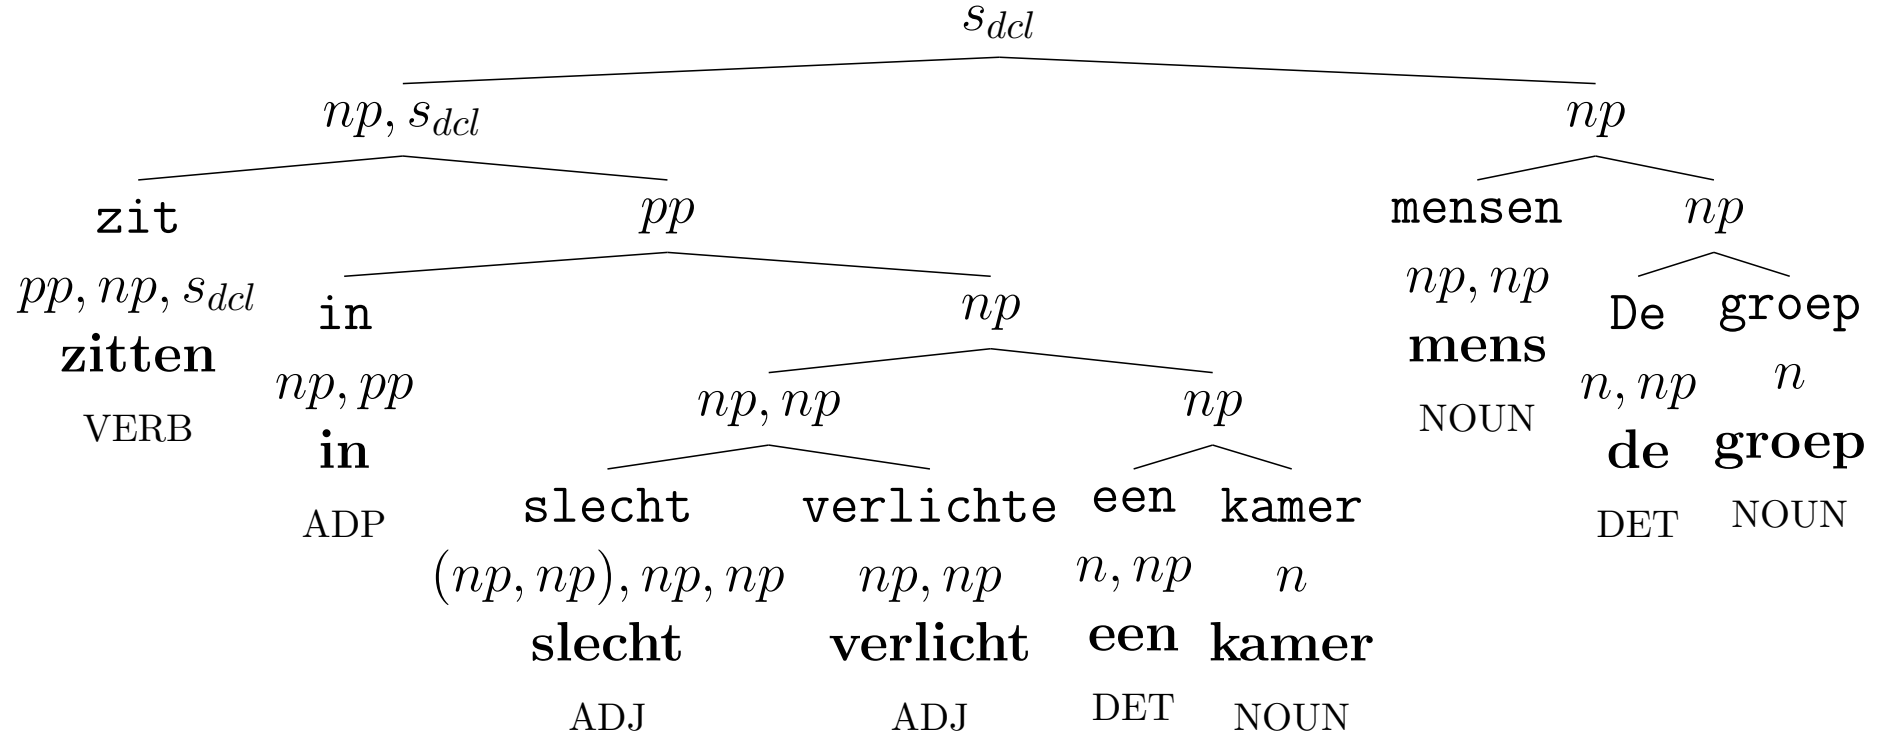 s_dcl
np, s_dcl np
zit pp mensen np
pp, np, s_dcl in np np, np De groep
zitten np, pp np, np np mens n, np n
VERB in slecht verlichte een kamer NOUN de groep
ADP (np, np), np, np np, np n, np n DET NOUN
slecht verlicht een kamer
ADJ ADJ DET NOUN